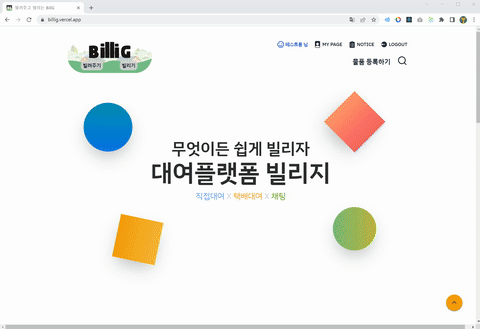 빌려주고 빌리는 BILLIG
billig.vercel.app
BilliG
빌려주기
빌리기
테스트용 님
MY PAGE
NOTICE
LOGOUT
물품 등록하기
무엇이든 쉽게 빌리자
대여플랫폼 빌리지
직접대여 X 택배대여 X 채팅